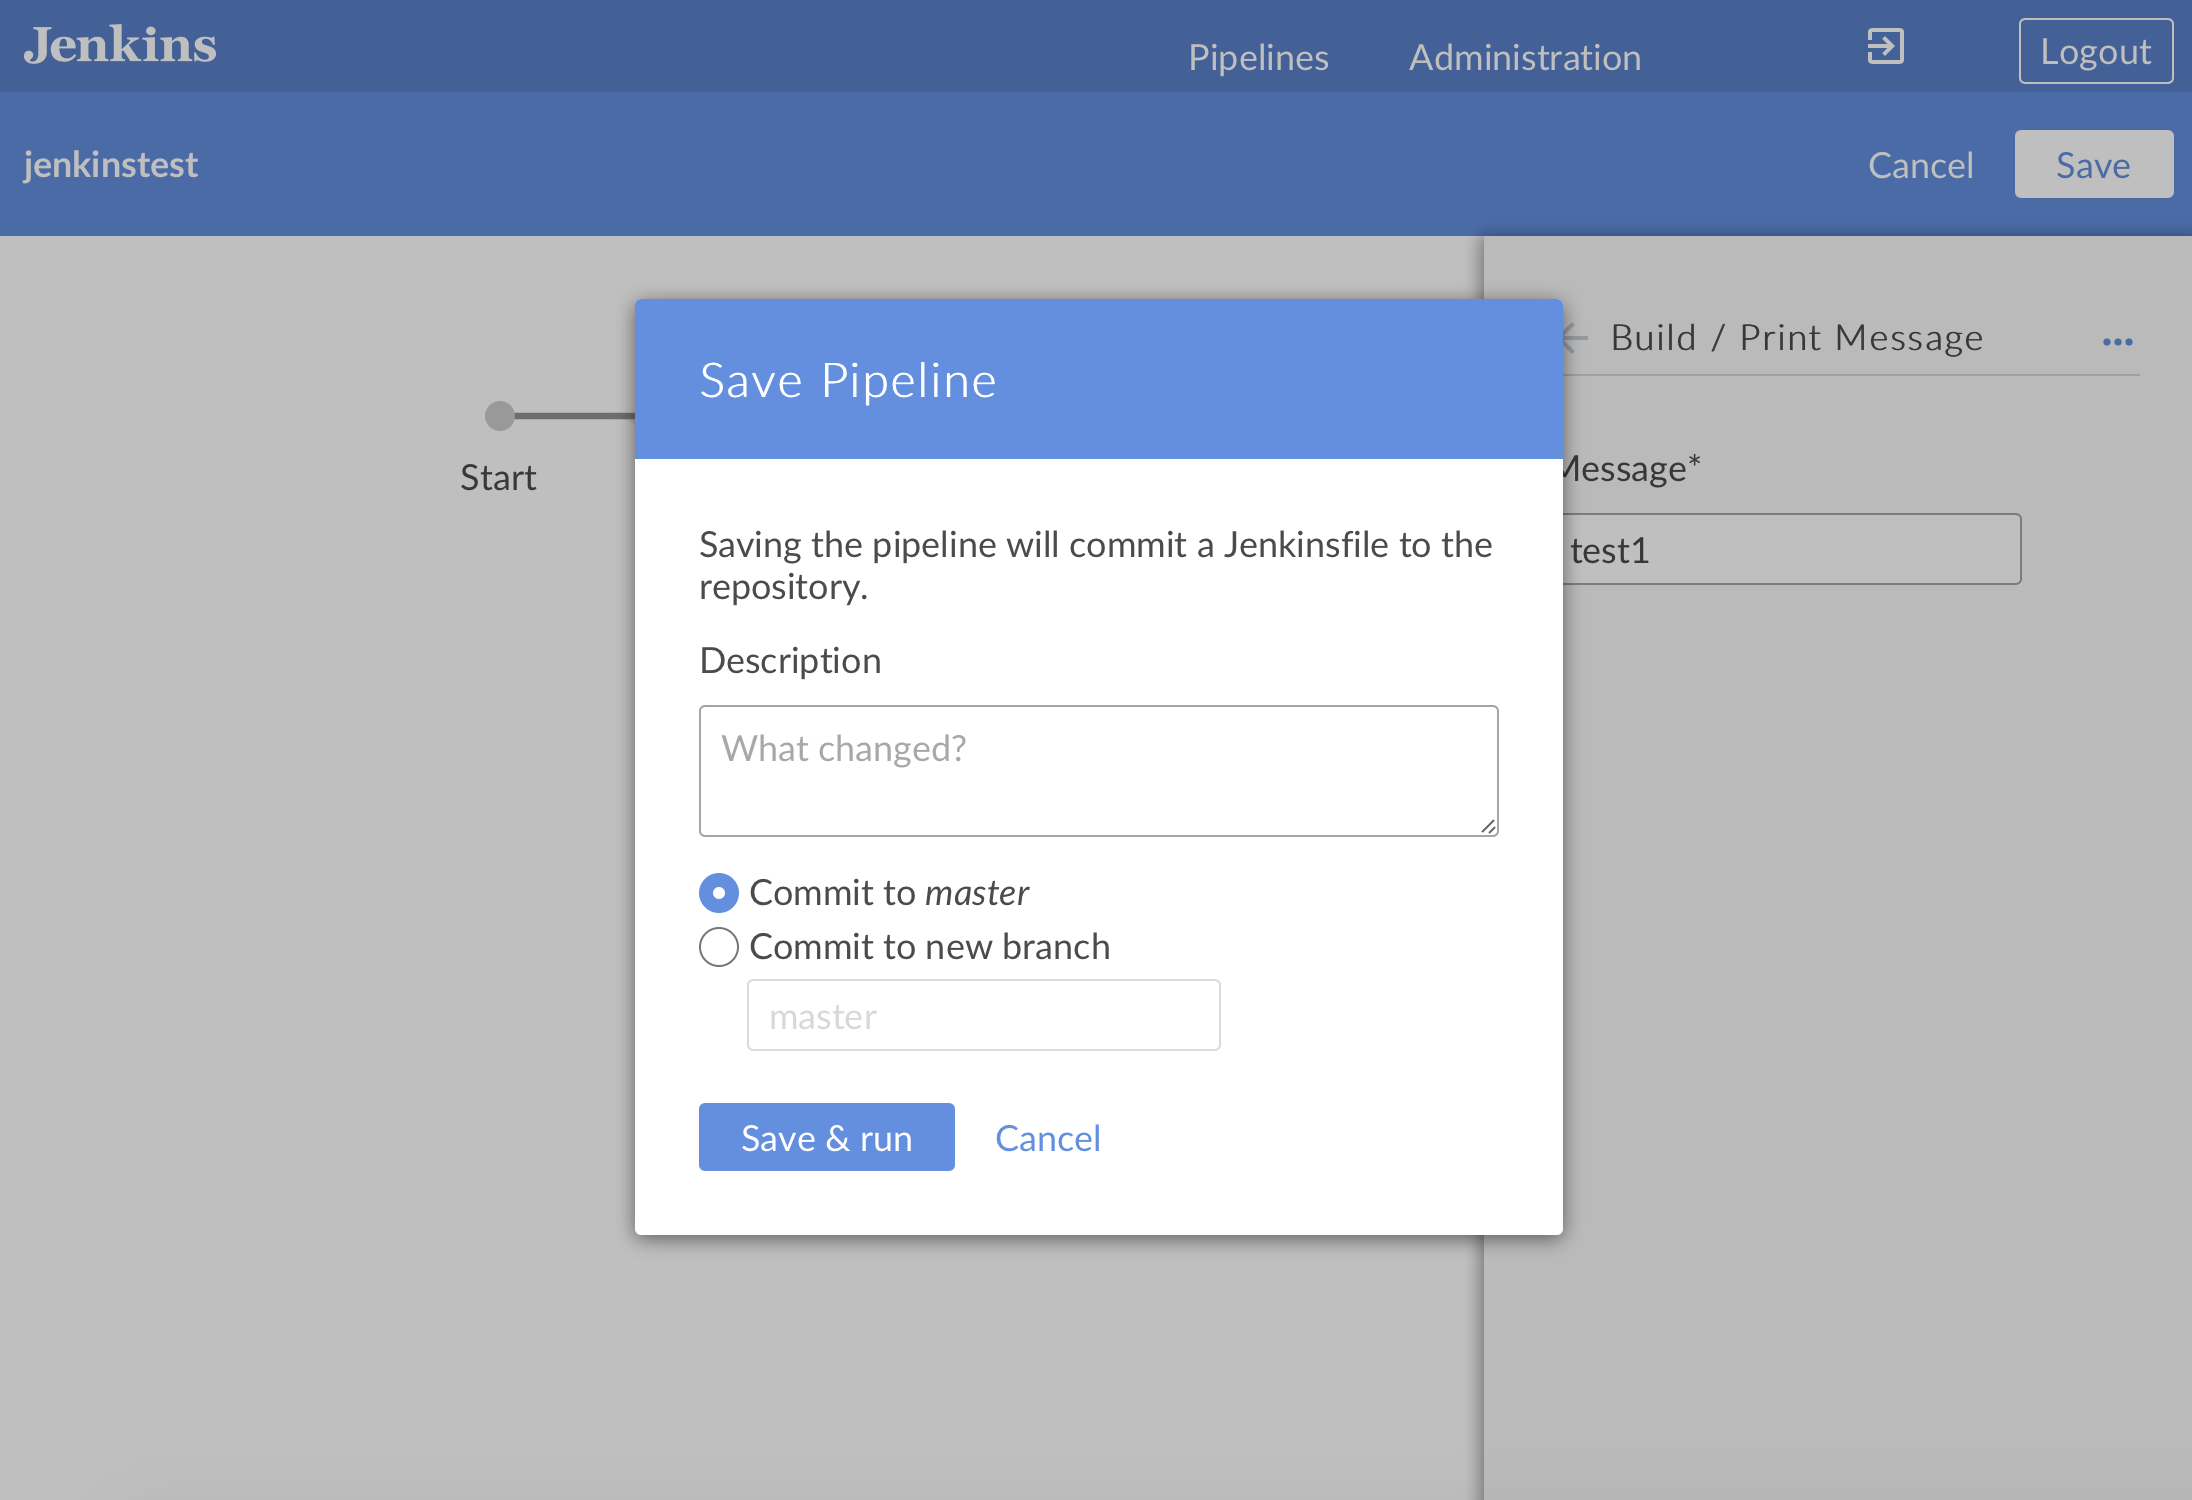 Jenkins
Pipelines
Administration
Logout
jenkinstest
Cancel
Save
Start
Build / Print Message
Message*
test1
Save Pipeline
Saving the pipeline will commit a Jenkinsfile to the
repository.
Description
What changed?
Commit to master
Commit to new branch
master
Save & run
Cancel